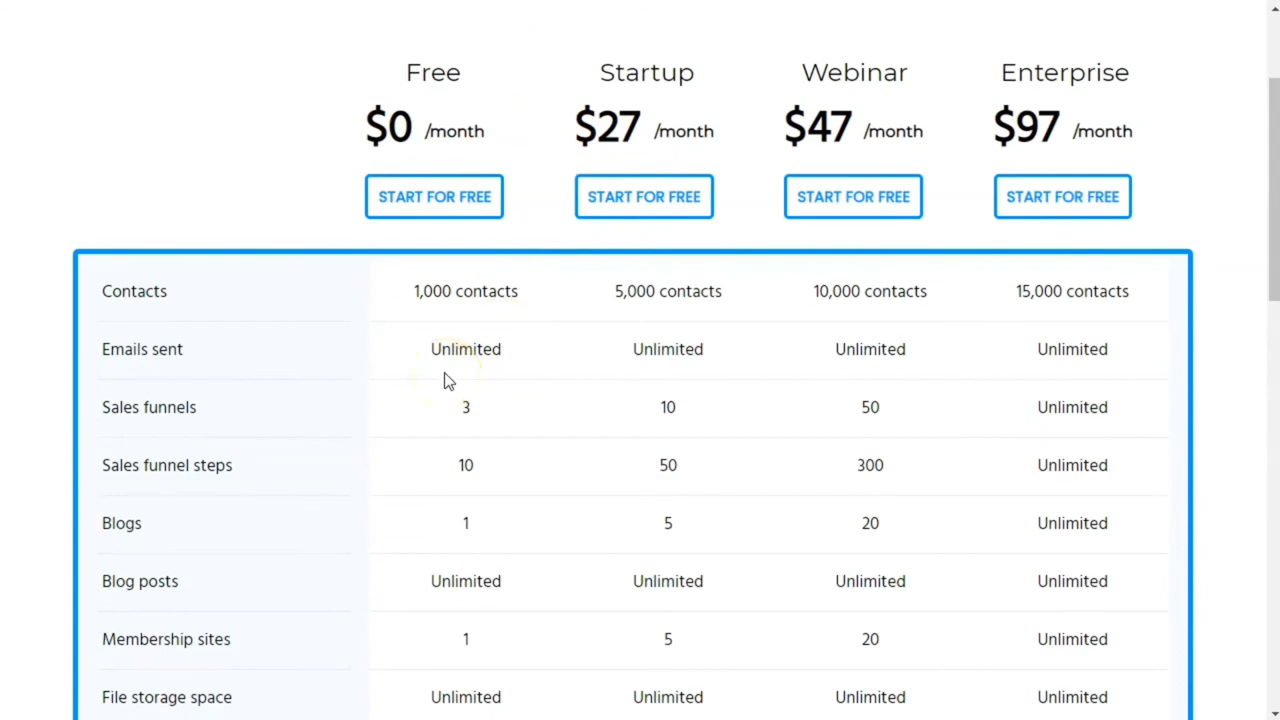 Free Startup Webinar Enterprise
$0 /month $27 /month $47 /month $97 /month
START FOR FREE START FOR FREE START FOR FREE START FOR FREE
Contacts 1,000 contacts 5,000 contacts 10,000 contacts 15,000 contacts
Emails sent Unlimited Unlimited Unlimited Unlimited
Sales funnels 3 10 50 Unlimited
Sales funnel steps 10 50 300 Unlimited
Blogs 1 5 20 Unlimited
Blog posts Unlimited Unlimited Unlimited Unlimited
Membership sites 1 5 20 Unlimited
File storage space Unlimited Unlimited Unlimited Unlimited